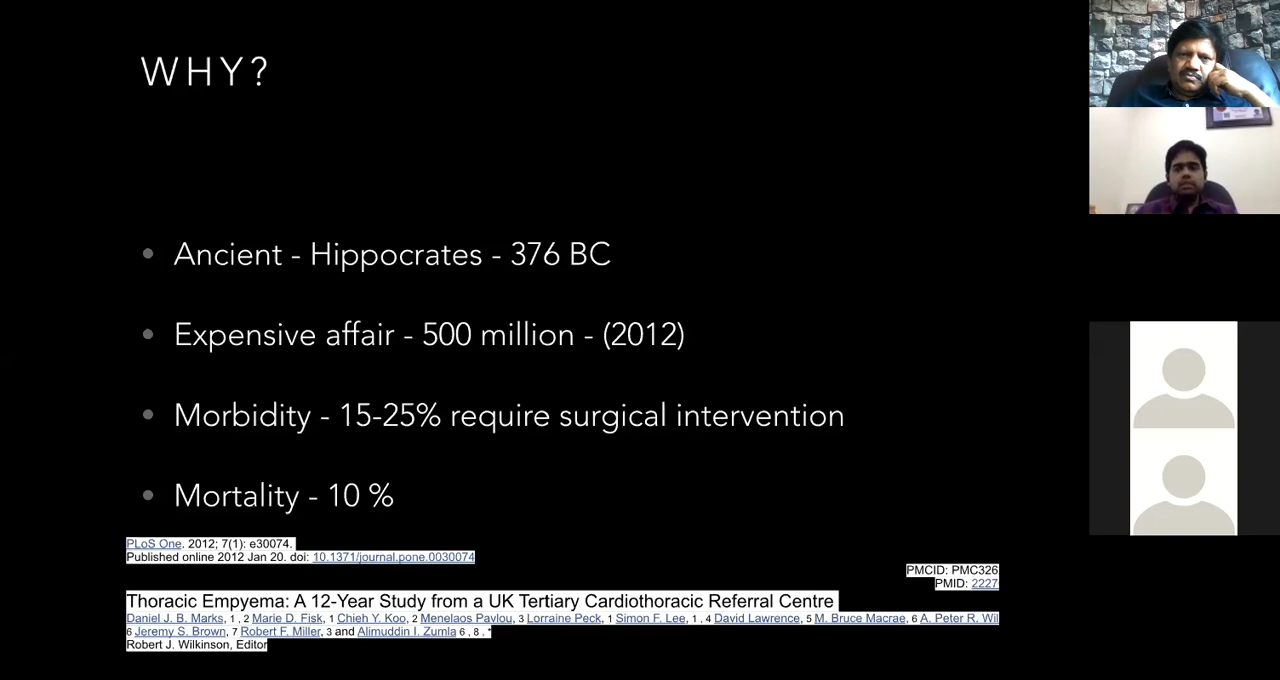 WHY?
• Ancient - Hippocrates - 376 BC
• Expensive affair - 500 million - (2012)
• Morbidity - 15-25% require surgical intervention
• Mortality - 10 %
PLoS One. 2012; 7(1): e30074.
Published online 2012 Jan 20. doi: 10.1371/journal.pone.0030074
PMCID: PMC326
PMID: 2227
Thoracic Empyema: A 12-Year Study from a UK Tertiary Cardiothoracic Referral Centre
Daniel J. B. Marks, 1 , 2 Marie D. Fisk, 1 Chieh Y. Koo, 2 Menelaos Pavlou, 3 Lorraine Peck, 1 Simon F. Lee, 1 , 4 David Lawrence, 5 M. Bruce Macrae, 6 A. Peter R. Wil
6 Jeremy S. Brown, 7 Robert F. Miller, 3 and Alimuddin I. Zumla 6 , 8 , *
Robert J. Wilkinson, Editor